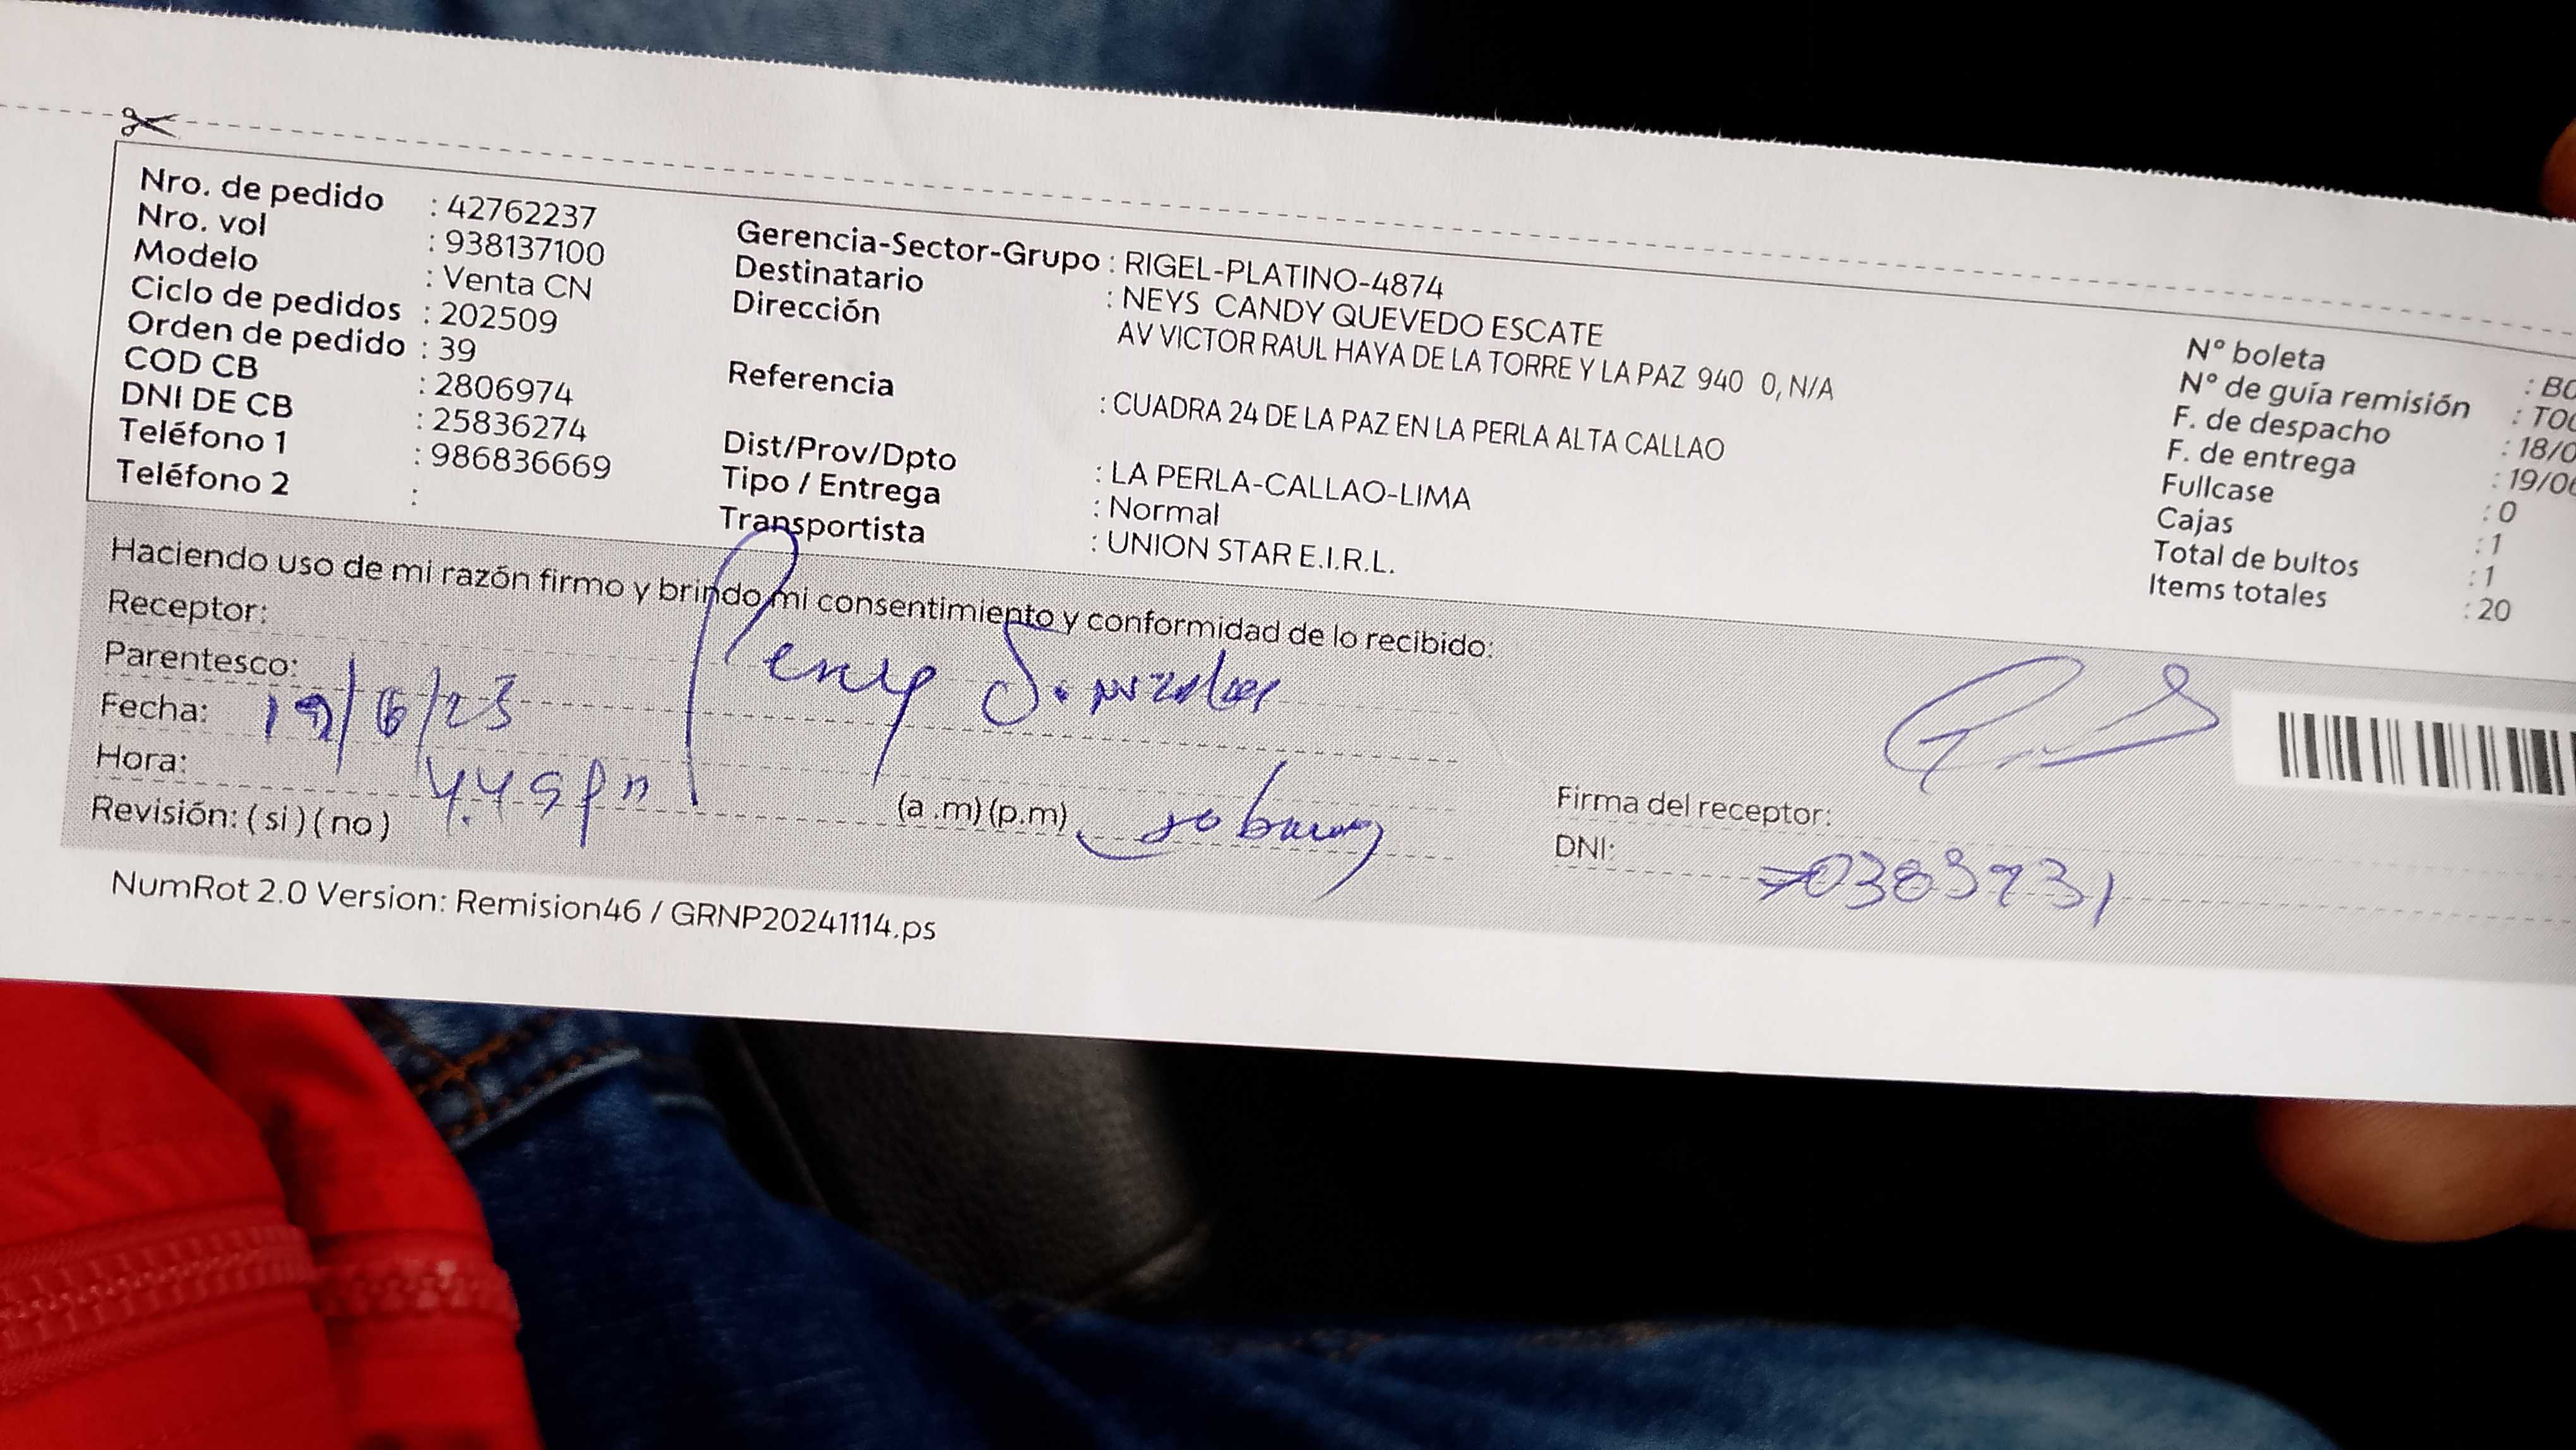 Nro. de pedido : 42762237
Nro. vol : 938137100
Modelo : Venta CN
Ciclo de pedidos : 202509
Orden de pedido : 39
COD CB : 2806974
DNI DE CB : 25836274
Teléfono 1 : 986836669
Teléfono 2 :
Gerencia-Sector-Grupo : RIGEL-PLATINO-4874
Destinatario : NEYS CANDY QUEVEDO ESCATE
Dirección AV VICTOR RAUL HAYA DE LA TORRE Y LA PAZ 940 0, N/A
Referencia : CUADRA 24 DE LA PAZ EN LA PERLA ALTA CALLAO
Dist/Prov/Dpto : LA PERLA-CALLAO-LIMA
Tipo / Entrega : Normal
Transportista : UNION STAR E.I.R.L.
N° boleta
N° de guía remisión
F. de despacho : 18/0
F. de entrega : 19/0
Fullcase : 0
Cajas : 1
Total de bultos : 1
Items totales : 20
Haciendo uso de mi razón firmo y brindo mi consentimiento y conformidad de lo recibido:
Receptor:
Parentesco:
Fecha: 19/6/25
Hora: (a .m) (p.m)
Revisión: ( si ) ( no )
Firma del receptor:
DNI:
NumRot 2.0 Version: Remision46 / GRNP20241114.ps